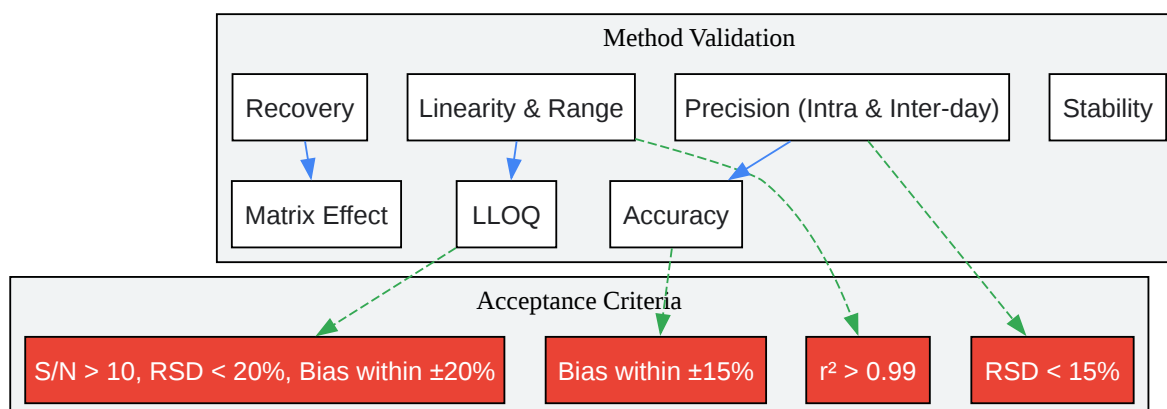 Method Validation
Recovery
Linearity & Range
Precision (Intra & Inter-day)
Stability
Matrix Effect
LLOQ
Accuracy
Acceptance Criteria
S/N > 10, RSD < 20%, Bias within ±20%
Bias within ±15%
r² > 0.99
RSD < 15%